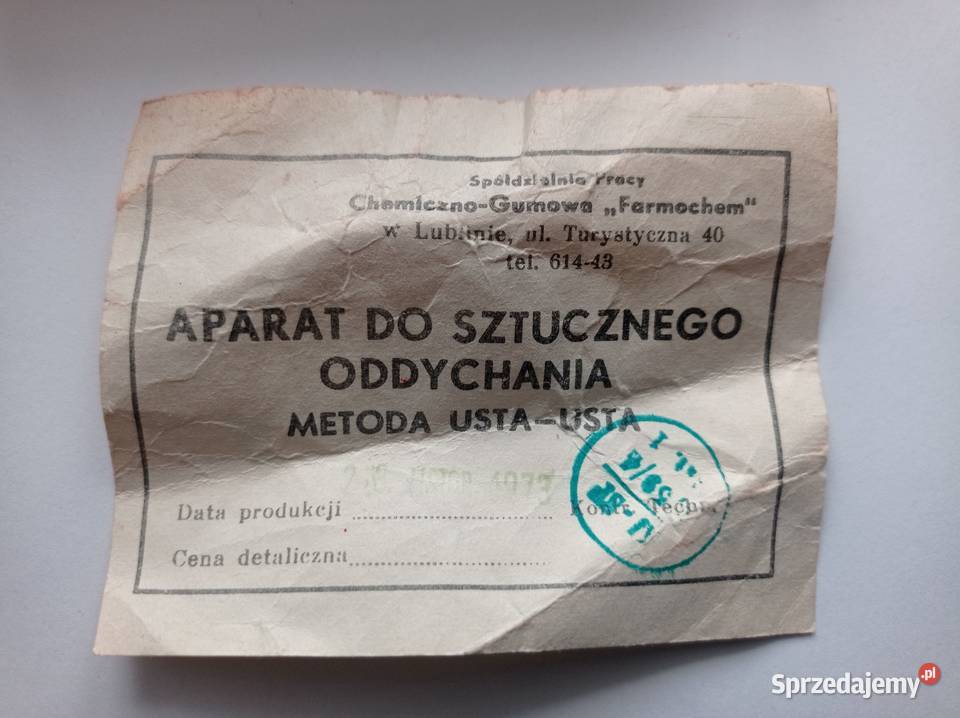 Spółdzielnia Pracy
Chemiczno-Gumowa „Farmochem"
w Lublinie, ul. Turystyczna 40
tel. 614-43
APARAT DO SZTUCZNEGO
ODDYCHANIA
METODA USTA-USTA
Data produkcji
Kontr. Techn.
Cena detaliczna
Sprzedajemy.pl